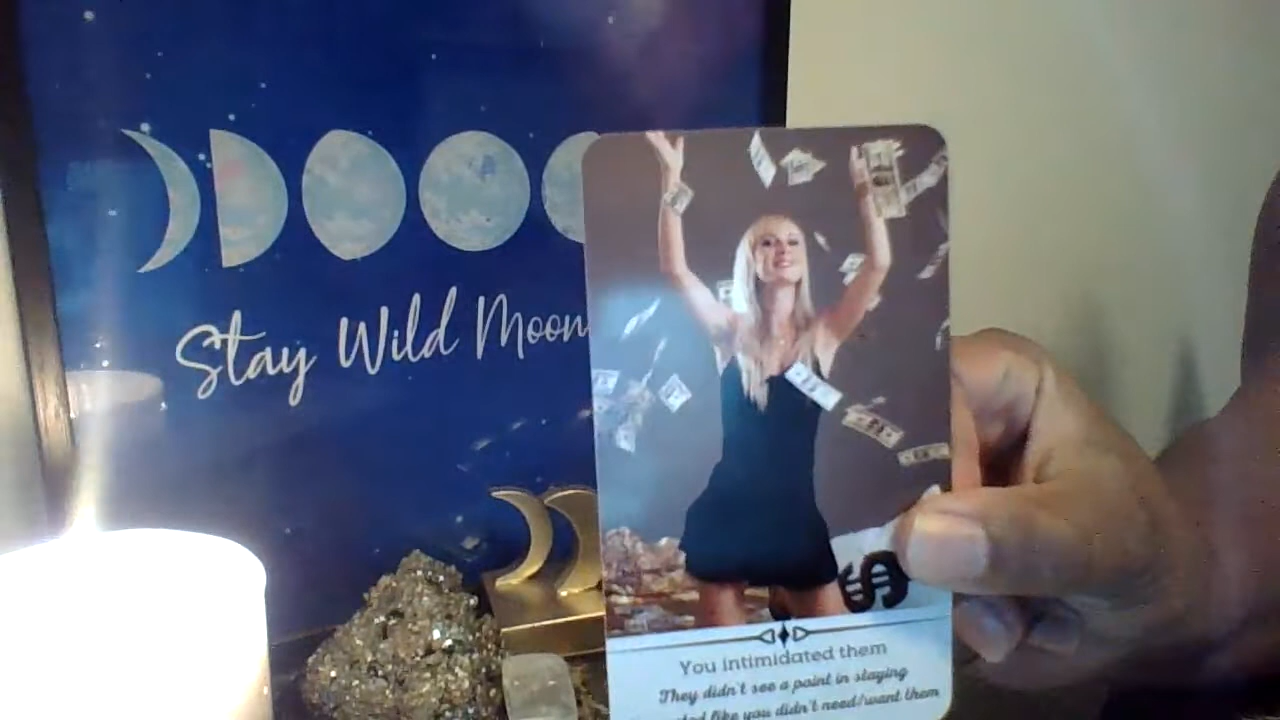 Stay Wild Moon
You intimidated them
They didn't see a point in staying
like you didn't need/want them